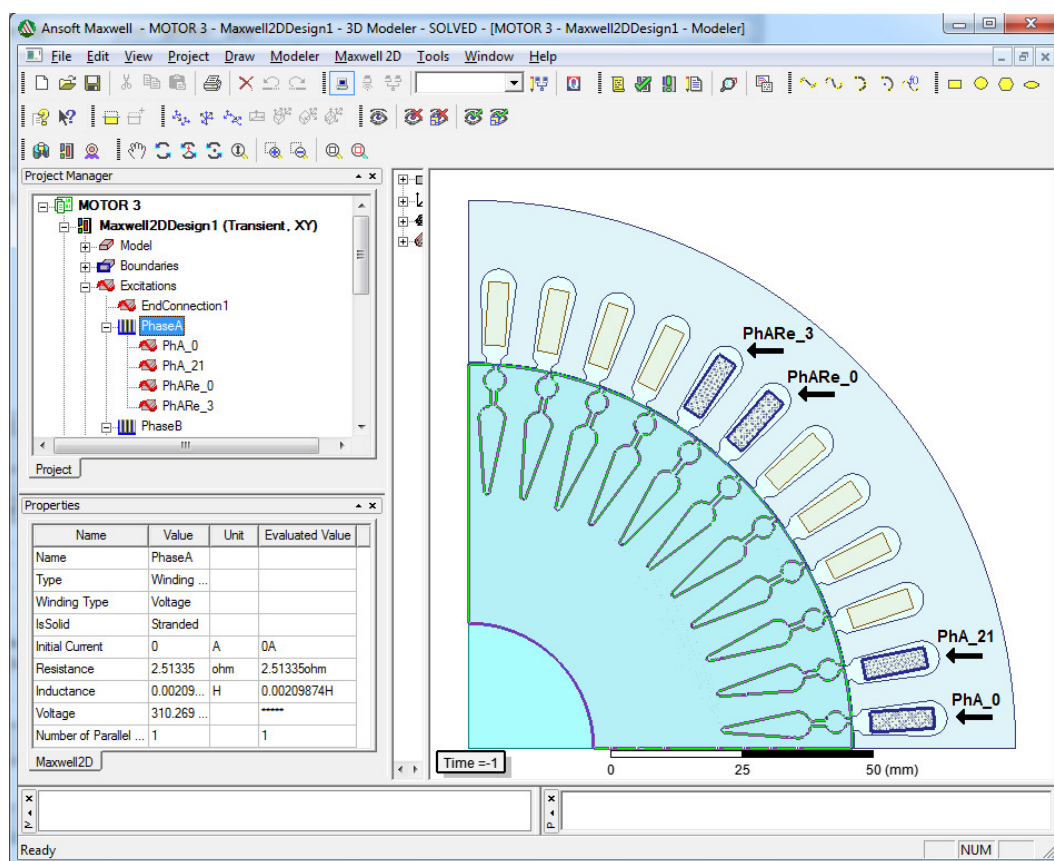 Ansoft Maxwell - MOTOR 3 - Maxwell2DDesign1 - 3D Modeler - SOLVED - [MOTOR 3 - Maxwell2DDesign1 - Modeler]
File Edit View Project Draw Modeler Maxwell 2D Tools Window Help
Project Manager
MOTOR 3
Maxwell2DDesign1 (Transient, XY)
Model
Boundaries
Excitations
EndConnection1
PhaseA
PhA_0
PhA_21
PhARe_0
PhARe_3
PhaseB
Project
Properties
Name Value Unit Evaluated Value
Name PhaseA
Type Winding ...
Winding Type Voltage
IsSolid Stranded
Initial Current 0 A 0A
Resistance 2.51335 ohm 2.51335ohm
Inductance 0.00209... H 0.00209874H
Voltage 310.269 ... *****
Number of Parallel ... 1 1
Maxwell2D
PhARe_3
PhARe_0
PhA_21
PhA_0
Time =-1
0 25 50 (mm)
Ready NUM